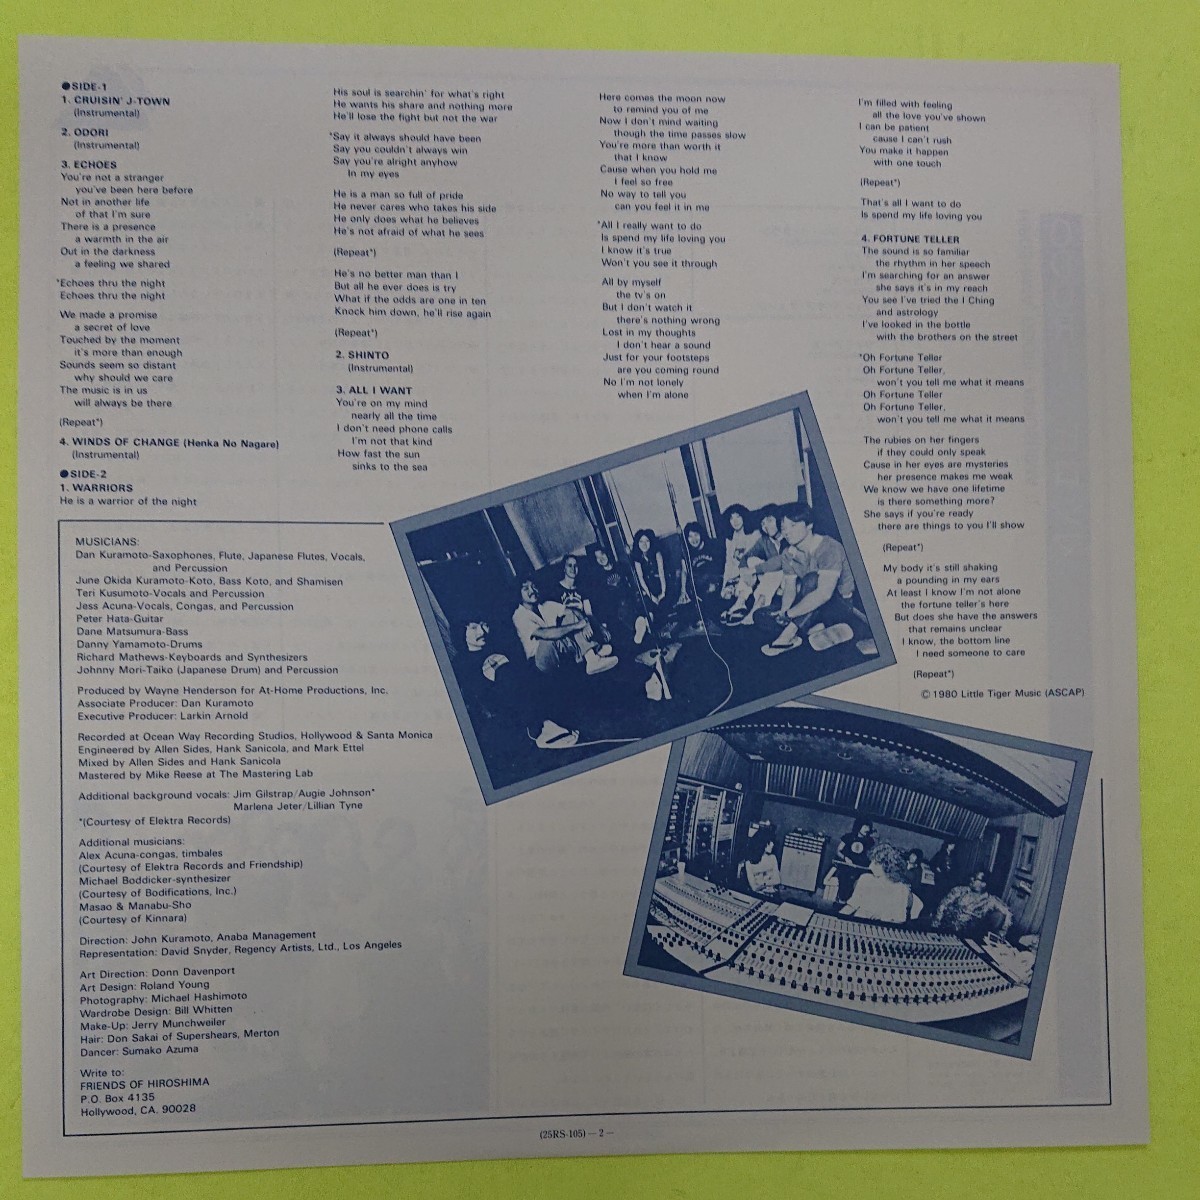 ●SIDE-1
1. CRUISIN' J-TOWN
(Instrumental)
2. ODORI
(Instrumental)
3. ECHOES
You're not a stranger
you've been here before
Not in another life
of that I'm sure
There is a presence
a warmth in the air
Out in the darkness
a feeling we shared
*Echoes thru the night
Echoes thru the night
We made a promise
a secret of love
Touched by the moment
it's more than enough
Sounds seem so distant
why should we care
The music is in us
will always be there
(Repeat*)
4. WINDS OF CHANGE (Henka No Nagare)
(Instrumental)
●SIDE-2
1. WARRIORS
He is a warrior of the night
His soul is searchin' for what's right
He wants his share and nothing more
He'll lose the fight but not the war
*Say it always should have been
Say you couldn't always win
Say you're alright anyhow
In my eyes
He is a man so full of pride
He never cares who takes his side
He only does what he believes
He's not afraid of what he sees
(Repeat*)
He's no better man than I
But all he ever does is try
What if the odds are one in ten
Knock him down, he'll rise again
(Repeat*)
2. SHINTO
(Instrumental)
3. ALL I WANT
You're on my mind
nearly all the time
I don't need phone calls
I'm not that kind
How fast the sun
sinks to the sea
Here comes the moon now
to remind you of me
Now I don't mind waiting
though the time passes slow
You're more than worth it
that I know
Cause when you hold me
I feel so free
No way to tell you
can you feel it in me
*All I really want to do
Is spend my life loving you
I know it's true
Won't you see it through
All by myself
the tv's on
But I don't watch it
there's nothing wrong
Lost in my thoughts
I don't hear a sound
Just for your footsteps
are you coming round
No I'm not lonely
when I'm alone
I'm filled with feeling
all the love you've shown
I can be patient
cause I can't rush
You make it happen
with one touch
(Repeat*)
That's all I want to do
Is spend my life loving you
4. FORTUNE TELLER
The sound is so familiar
the rhythm in her speech
I'm searching for an answer
she says it's in my reach
You see I've tried the I Ching
and astrology
I've looked in the bottle
with the brothers on the street
*Oh Fortune Teller
Oh Fortune Teller,
won't you tell me what it means
Oh Fortune Teller
Oh Fortune Teller,
won't you tell me what it means
The rubies on her fingers
if they could only speak
Cause in her eyes are mysteries
her presence makes me weak
We know we have one lifetime
is there something more?
She says if you're ready
there are things to you I'll show
(Repeat*)
My body it's still shaking
a pounding in my ears
At least I know I'm not alone
the fortune teller's here
But does she have the answers
that remains unclear
I know, the bottom line
I need someone to care
(Repeat*)
© 1980 Little Tiger Music (ASCAP)
MUSICIANS:
Dan Kuramoto-Saxophones, Flute, Japanese Flutes, Vocals,
and Percussion
June Okida Kuramoto-Koto, Bass Koto, and Shamisen
Teri Kusumoto-Vocals and Percussion
Jess Acuna-Vocals, Congas, and Percussion
Peter Hata-Guitar
Dane Matsumura-Bass
Danny Yamamoto-Drums
Richard Mathews-Keyboards and Synthesizers
Johnny Mori-Taiko (Japanese Drum) and Percussion
Produced by Wayne Henderson for At-Home Productions, Inc.
Associate Producer: Dan Kuramoto
Executive Producer: Larkin Arnold
Recorded at Ocean Way Recording Studios, Hollywood & Santa Monica
Engineered by Allen Sides, Hank Sanicola, and Mark Ettel
Mixed by Allen Sides and Hank Sanicola
Mastered by Mike Reese at The Mastering Lab
Additional background vocals: Jim Gilstrap/Augie Johnson*
Marlena Jeter/Lillian Tyne
*(Courtesy of Elektra Records)
Additional musicians:
Alex Acuna-congas, timbales
(Courtesy of Elektra Records and Friendship)
Michael Boddicker-synthesizer
(Courtesy of Bodifications, Inc.)
Masao & Manabu-Sho
(Courtesy of Kinnara)
Direction: John Kuramoto, Anaba Management
Representation: David Snyder, Regency Artists, Ltd., Los Angeles
Art Direction: Donn Davenport
Art Design: Roland Young
Photography: Michael Hashimoto
Wardrobe Design: Bill Whitten
Make-Up: Jerry Munchweiler
Hair: Don Sakai of Supershears, Merton
Dancer: Sumako Azuma
Write to:
FRIENDS OF HIROSHIMA
P.O. Box 4135
Hollywood, CA. 90028
(25RS-105) — 2 —